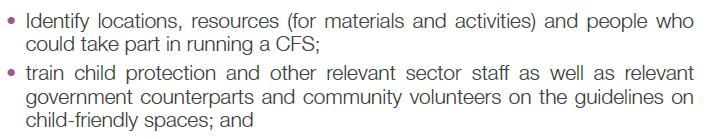 • Identify locations, resources (for materials and activities) and people who
could take part in running a CFS;
• train child protection and other relevant sector staff as well as relevant
government counterparts and community volunteers on the guidelines on
child-friendly spaces; and